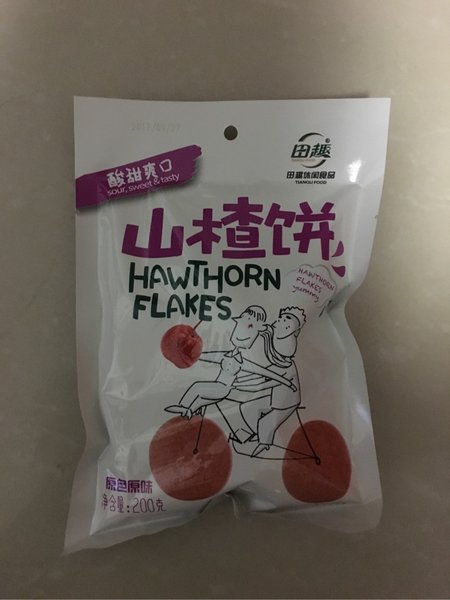 2017/09/27
田趣®
田趣休闲食品
TIANQU FOOD
酸甜爽口
sour, sweet & tasty
山楂饼
HAWTHORN
FLAKES
HAWTHORN
FLAKES
yummy
原色原味
净含量:200克